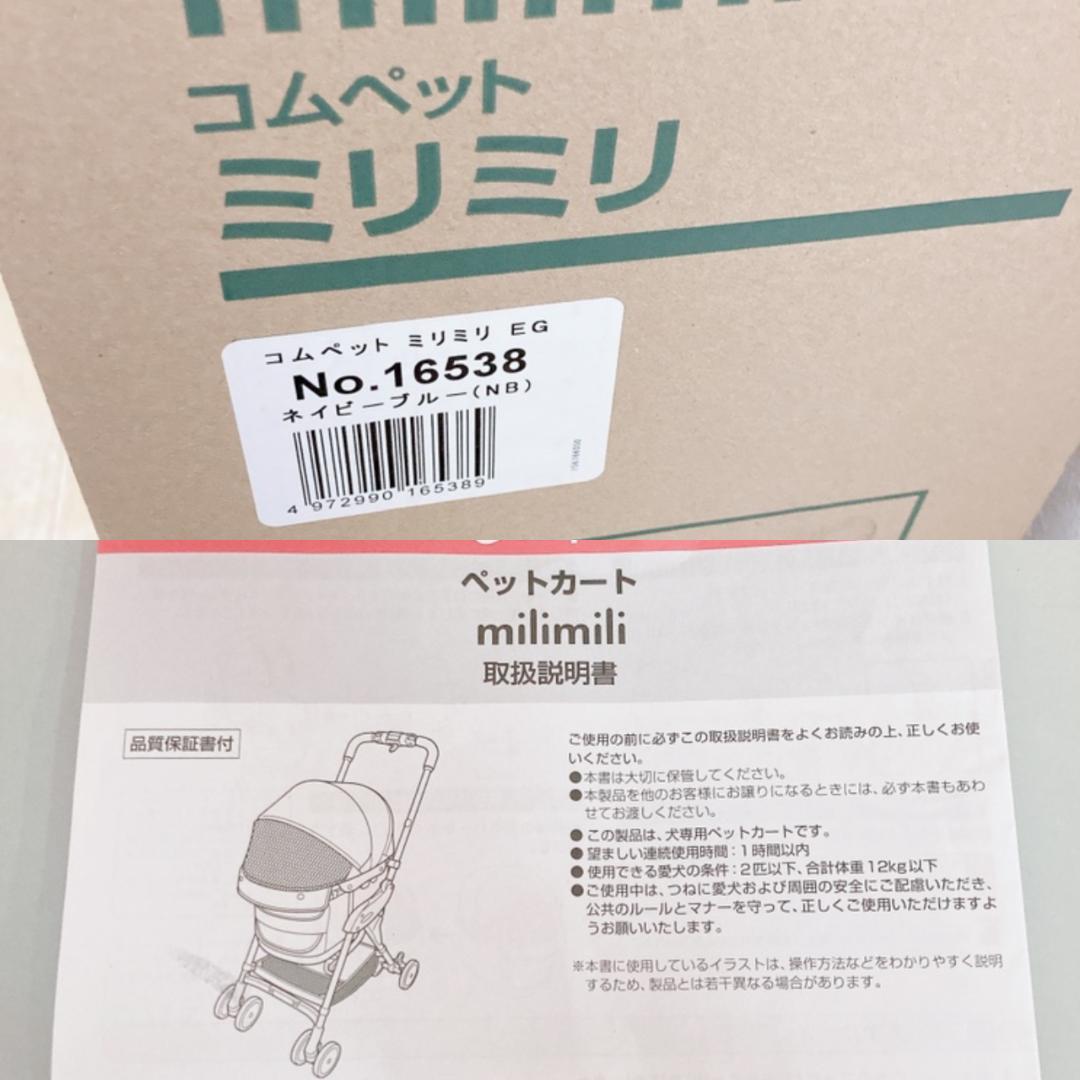 コムペット
ミリミリ
コムペット ミリミリ EG
No.16538
ネイビーブルー(NB)
4 972990 165389
ペットカート
milimili
取扱説明書
品質保証書付
ご使用の前に必ずこの取扱説明書をよくお読みの上、正しくお使
いください。
●本書は大切に保管してください。
●本製品を他のお客様にお譲りになるときには、必ず本書もあわ
せてお渡しください。
●この製品は、犬専用ペットカートです。
●望ましい連続使用時間：1時間以内
●使用できる愛犬の条件：2匹以下、合計体重12kg以下
●ご使用中は、つねに愛犬および周囲の安全にご配慮いただき、
公共のルールとマナーを守って、正しくご使用いただけますよ
うお願いいたします。
※本書に使用しているイラストは、操作方法などをわかりやすく説明
するため、製品とは若干異なる場合があります。